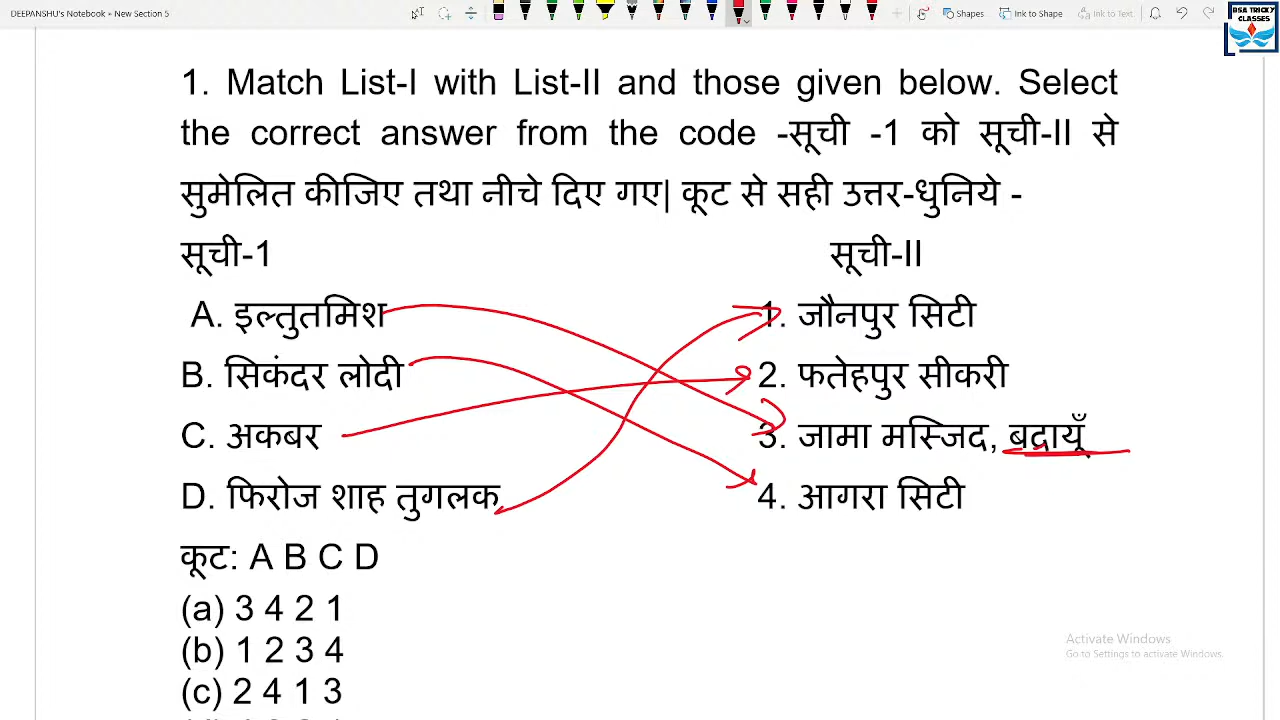 DEEPANSHU's Notebook » New Section 5
Shapes
Ink to Shape
Ink to Text
BSA TRICKY
CLASSES
1. Match List-I with List-II and those given below. Select
the correct answer from the code -सूची -1 को सूची-II से
सुमेलित कीजिए तथा नीचे दिए गए| कूट से सही उत्तर-धुनिये -
सूची-1 सूची-II
A. इल्तुतमिश 1. जौनपुर सिटी
B. सिकंदर लोदी 2. फतेहपुर सीकरी
C. अकबर 3. जामा मस्जिद, बद्रायूँ
D. फिरोज शाह तुगलक 4. आगरा सिटी
कूट: A B C D
(a) 3 4 2 1
(b) 1 2 3 4
(c) 2 4 1 3
Activate Windows
Go to Settings to activate Windows.